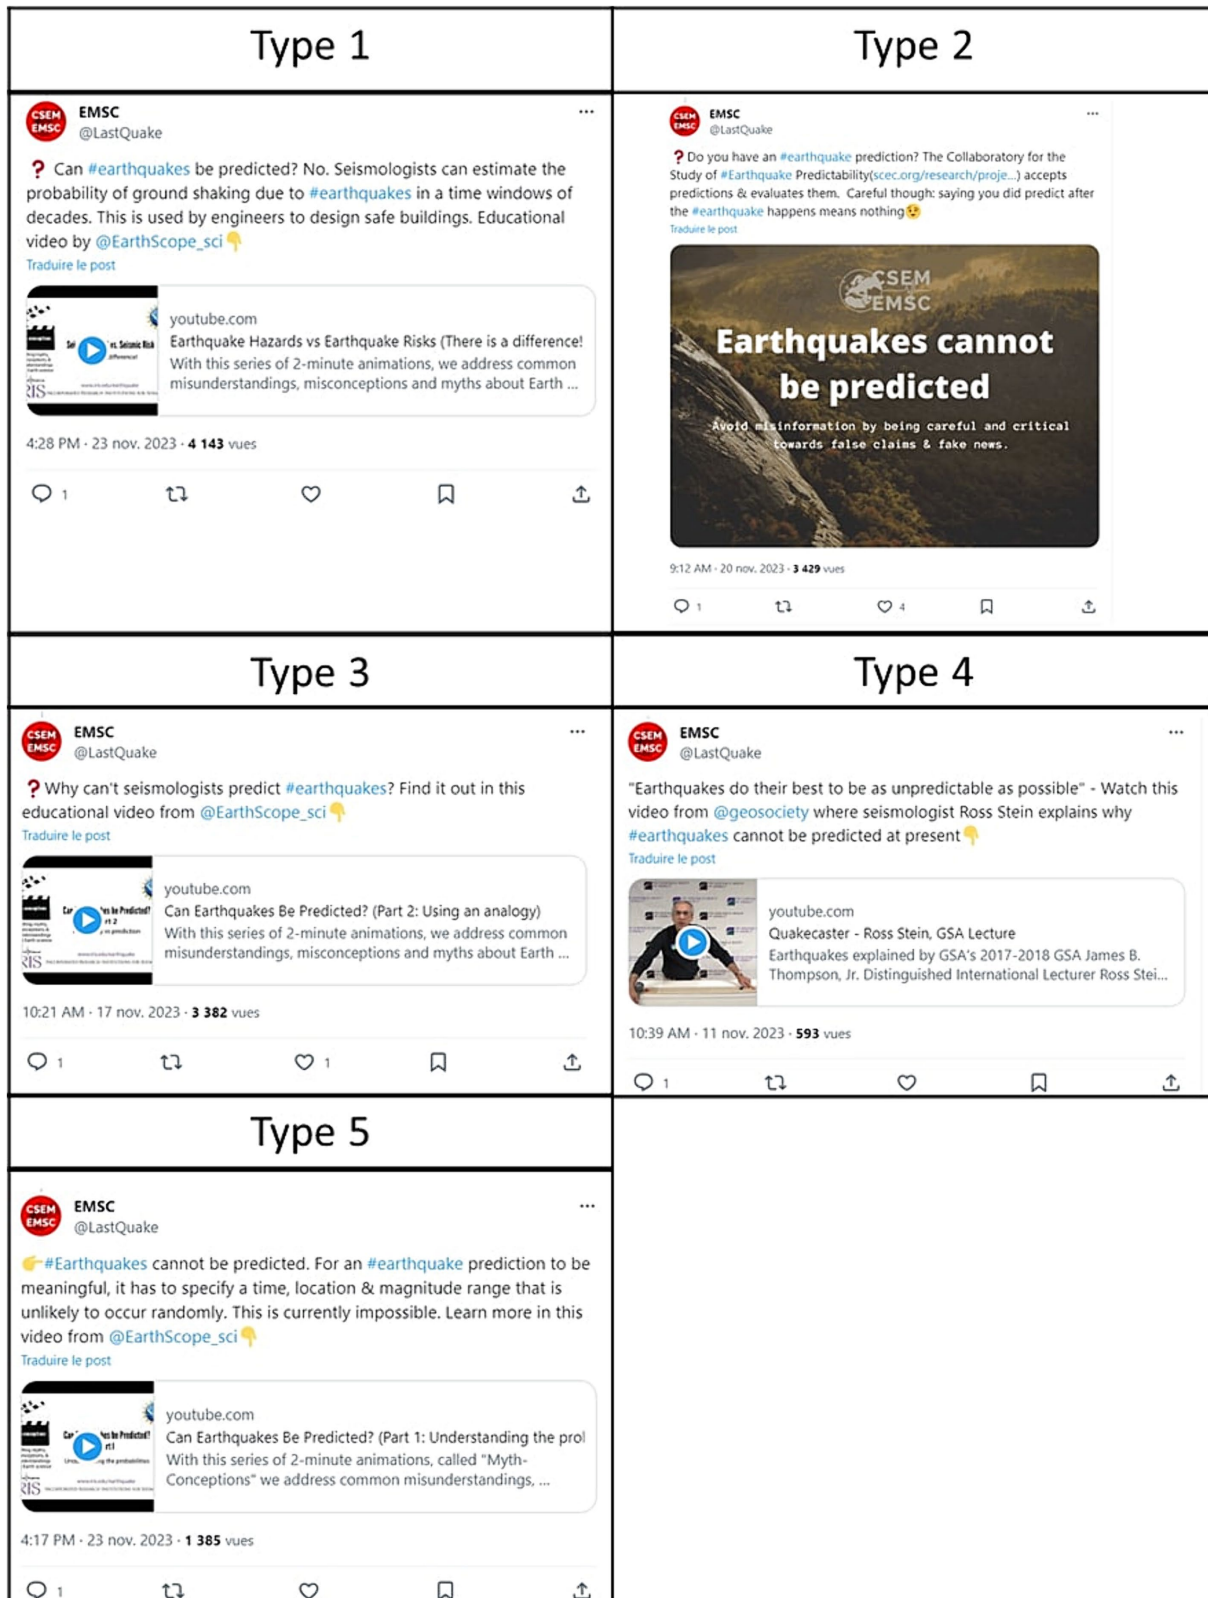 Type 1
CSEM
EMSC
EMSC
@LastQuake
...
❓ Can #earthquakes be predicted? No. Seismologists can estimate the
probability of ground shaking due to #earthquakes in a time windows of
decades. This is used by engineers to design safe buildings. Educational
video by @EarthScope_sci👇
Traduire le post
vs. Seismic Risk
youtube.com
Earthquake Hazards vs Earthquake Risks (There is a difference!
With this series of 2-minute animations, we address common
misunderstandings, misconceptions and myths about Earth ...
4:28 PM · 23 nov. 2023 · 4 143 vues
1
Type 2
CSEM
EMSC
EMSC
@LastQuake
...
❓Do you have an #earthquake prediction? The Collaboratory for the
Study of #Earthquake Predictability(scec.org/research/proje...) accepts
predictions & evaluates them. Careful though: saying you did predict after
the #earthquake happens means nothing😉
Traduire le post
CSEM
EMSC
Earthquakes cannot
be predicted
Avoid misinformation by being careful and critical
towards false claims & fake news.
9:12 AM · 20 nov. 2023 · 3 429 vues
1
4
Type 3
CSEM
EMSC
EMSC
@LastQuake
...
❓Why can't seismologists predict #earthquakes? Find it out in this
educational video from @EarthScope_sci👇
Traduire le post
be Predicted?
youtube.com
Can Earthquakes Be Predicted? (Part 2: Using an analogy)
With this series of 2-minute animations, we address common
misunderstandings, misconceptions and myths about Earth ...
10:21 AM · 17 nov. 2023 · 3 382 vues
1
1
Type 4
CSEM
EMSC
EMSC
@LastQuake
...
"Earthquakes do their best to be as unpredictable as possible" - Watch this
video from @geosociety where seismologist Ross Stein explains why
#earthquakes cannot be predicted at present👇
Traduire le post
youtube.com
Quakecaster - Ross Stein, GSA Lecture
Earthquakes explained by GSA's 2017-2018 GSA James B.
Thompson, Jr. Distinguished International Lecturer Ross Stei...
10:39 AM · 11 nov. 2023 · 593 vues
1
Type 5
CSEM
EMSC
EMSC
@LastQuake
...
👉#Earthquakes cannot be predicted. For an #earthquake prediction to be
meaningful, it has to specify a time, location & magnitude range that is
unlikely to occur randomly. This is currently impossible. Learn more in this
video from @EarthScope_sci👇
Traduire le post
be Predicted?
youtube.com
Can Earthquakes Be Predicted? (Part 1: Understanding the prol
With this series of 2-minute animations, called "Myth-
Conceptions" we address common misunderstandings, ...
4:17 PM · 23 nov. 2023 · 1 385 vues
1